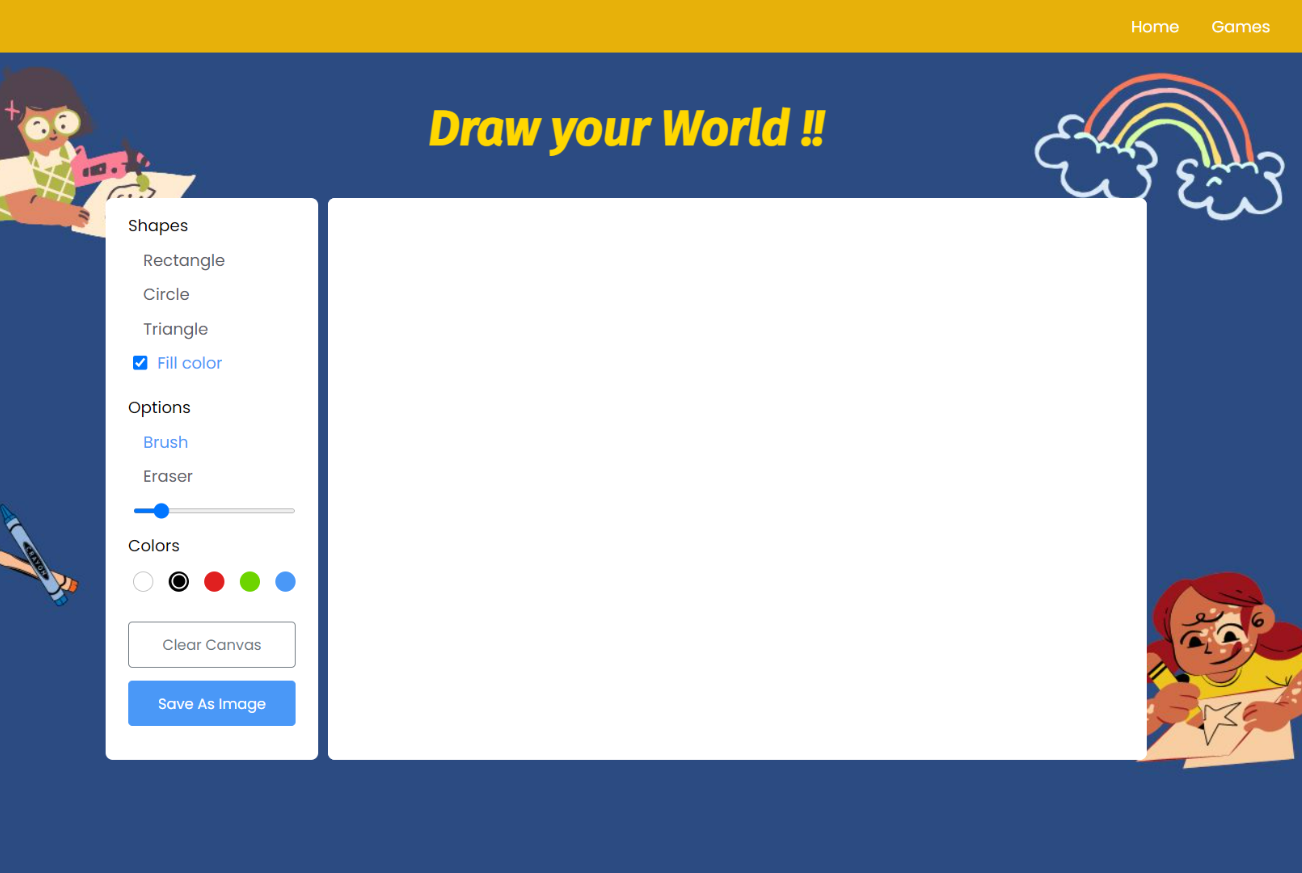 Home Games
Draw your World !!
Shapes
Rectangle
Circle
Triangle
Fill color
Options
Brush
Eraser
Colors
Clear Canvas
Save As Image
CRAYON